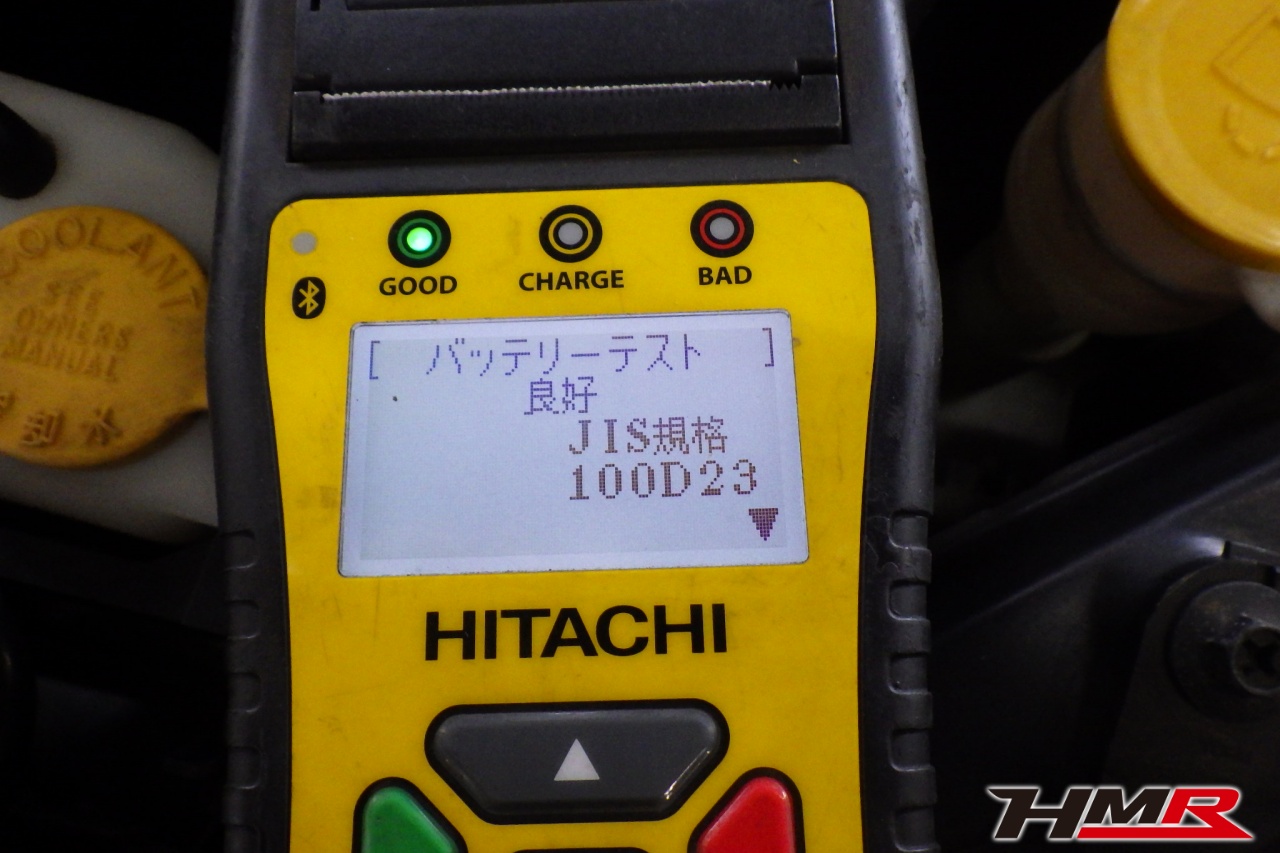 GOOD
CHARGE
BAD
[ バッテリーテスト ]
良好
JIS規格
100D23
HITACHI
COOLANT
SEE
OWNERS
MANUAL
HMR